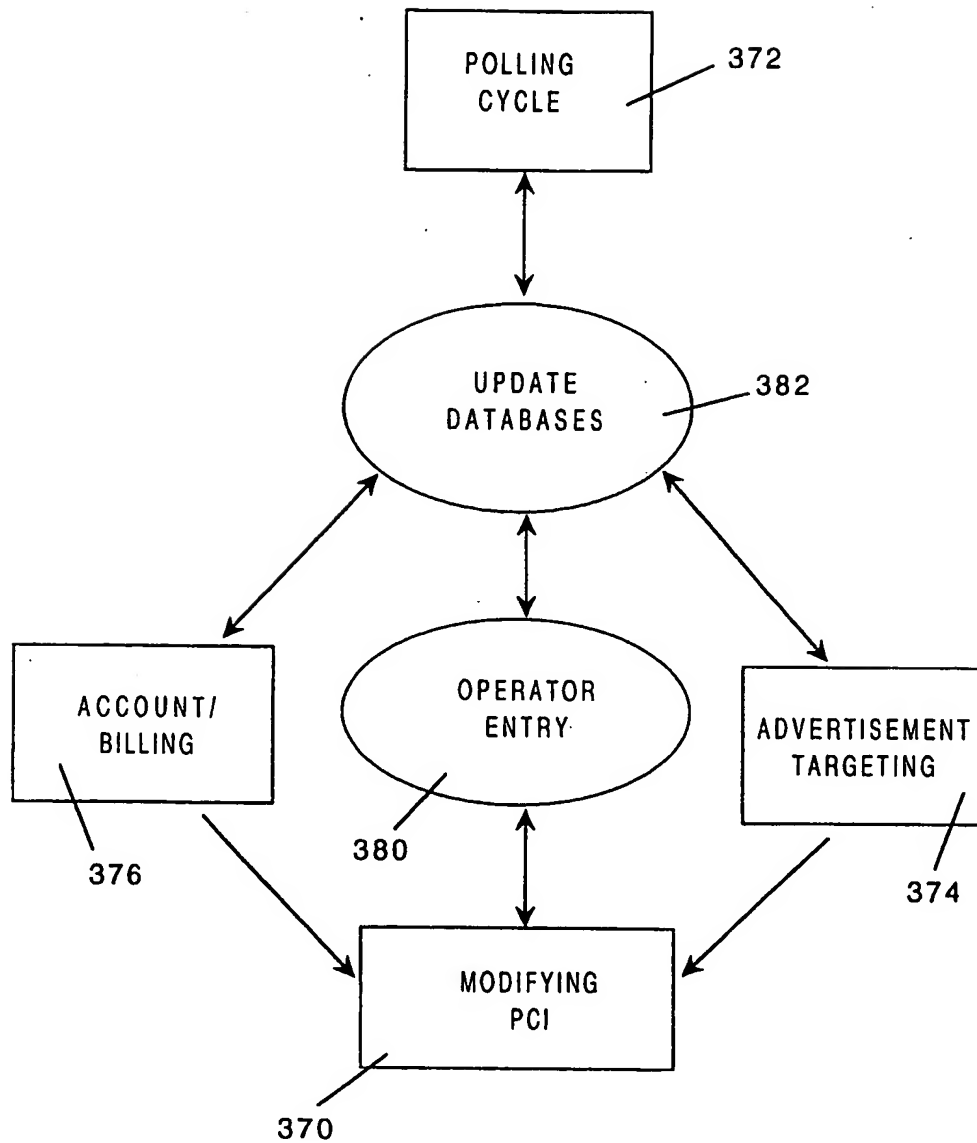 POLLING
CYCLE
372
UPDATE
DATABASES
382
ACCOUNT/
BILLING
376
OPERATOR
ENTRY
380
ADVERTISEMENT
TARGETING
374
MODIFYING
PCI
370